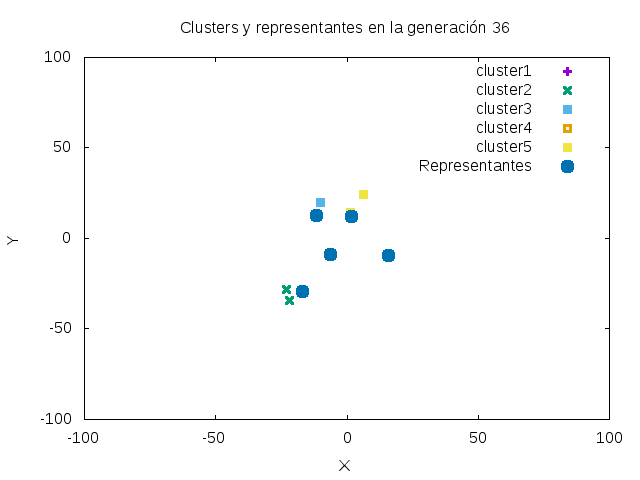 Clusters y representantes en la generación 36
100
50
0
-50
-100
-100 -50 0 50 100
Y
X
cluster1
cluster2
cluster3
cluster4
cluster5
Representantes